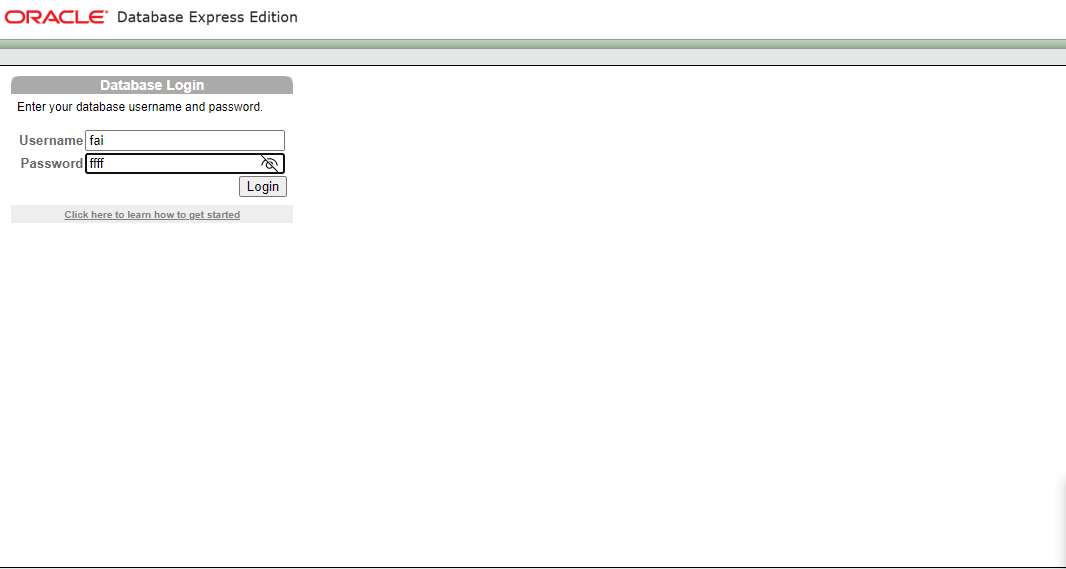 ORACLE® Database Express Edition
Database Login
Enter your database username and password.
Username fai
Password ffff
Login
Click here to learn how to get started